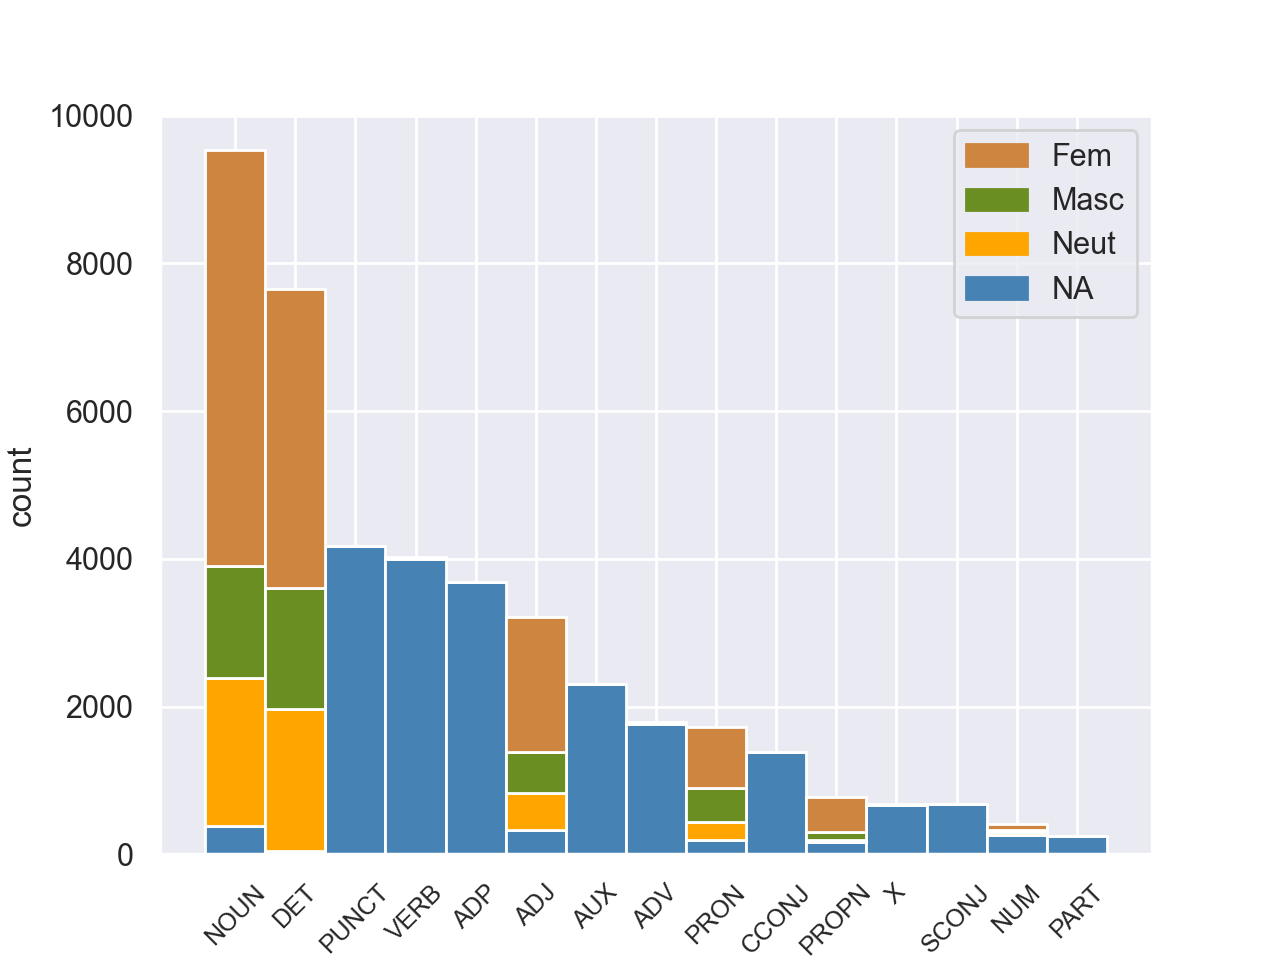 10000
8000
6000
4000
2000
0
count
Fem
Masc
Neut
NA
NOUN
DET
PUNCT
VERB
ADP
ADJ
AUX
ADV
PRON
CCONJ
PROPN
X
SCONJ
NUM
PART